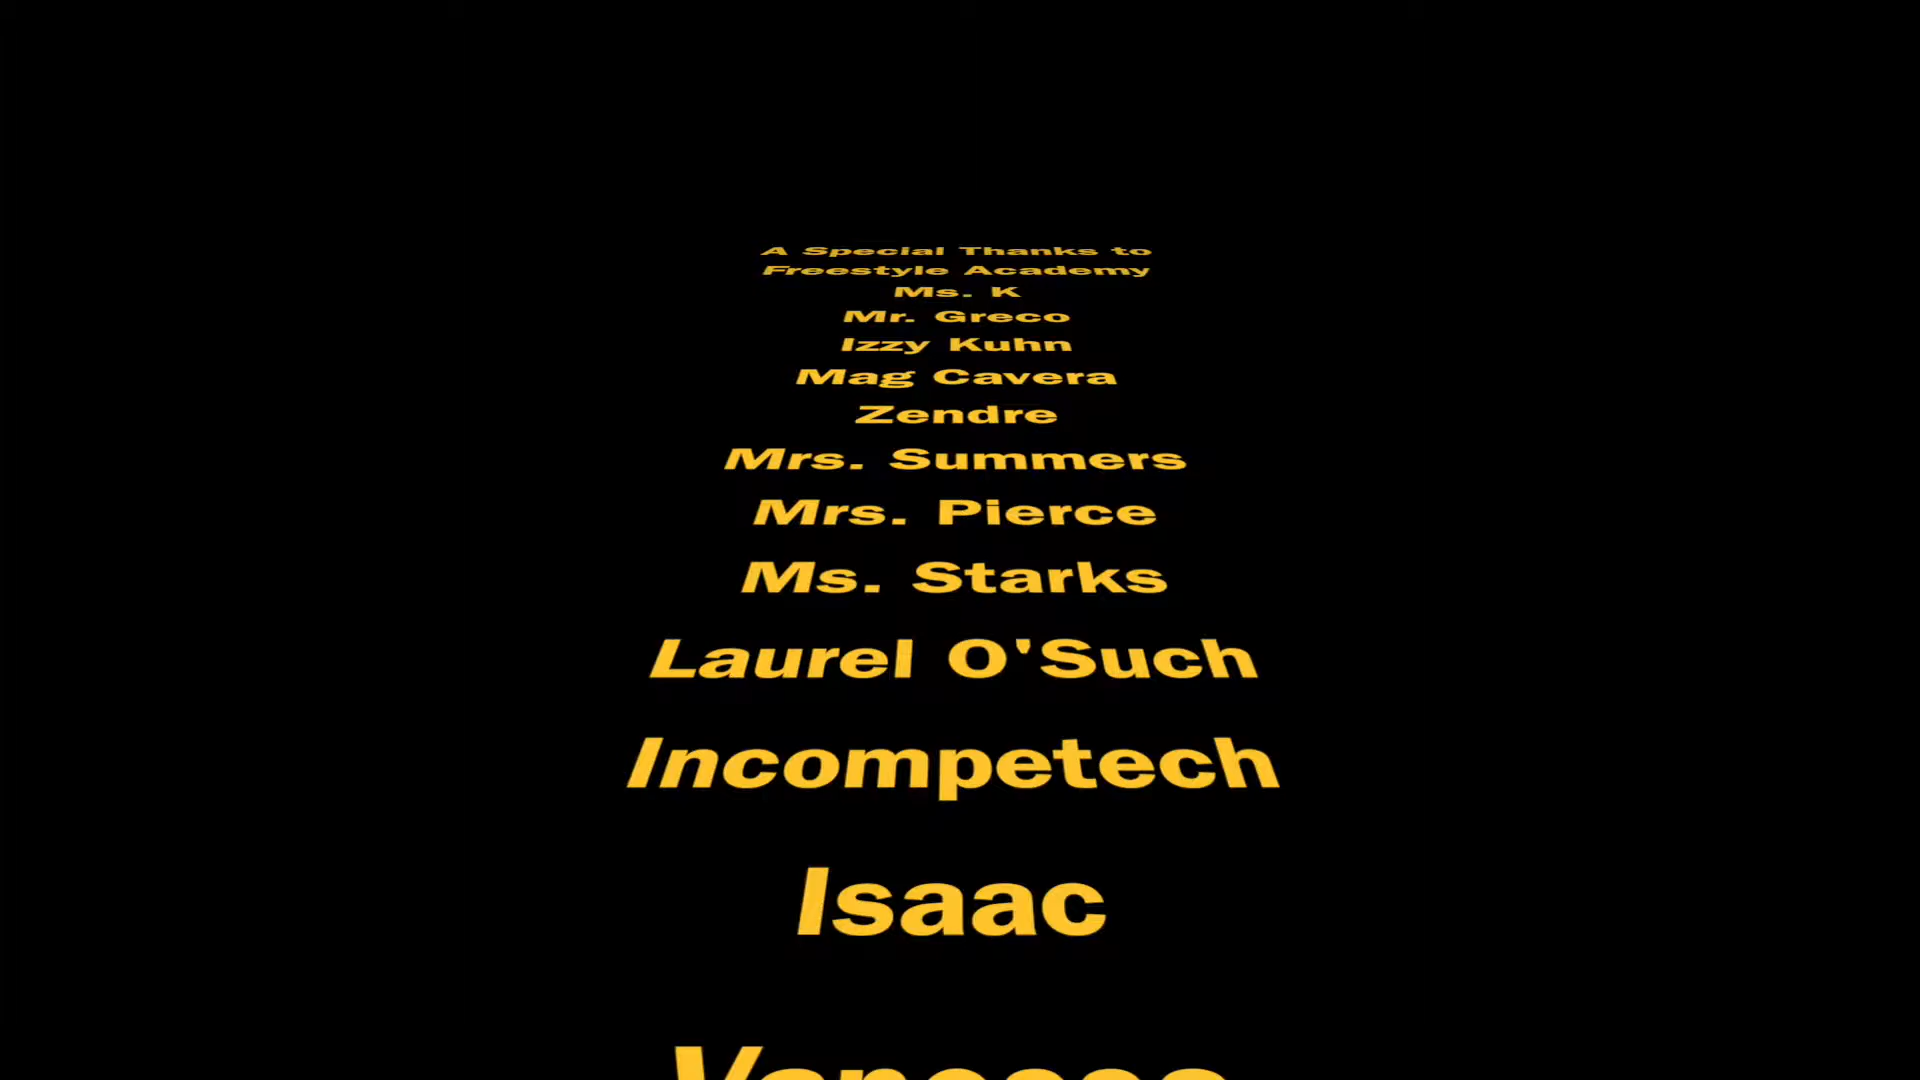 A Special Thanks to
Freestyle Academy
Ms. K
Mr. Greco
Izzy Kuhn
Mag Cavera
Zendre
Mrs. Summers
Mrs. Pierce
Ms. Starks
Laurel O'Such
Incompetech
Isaac